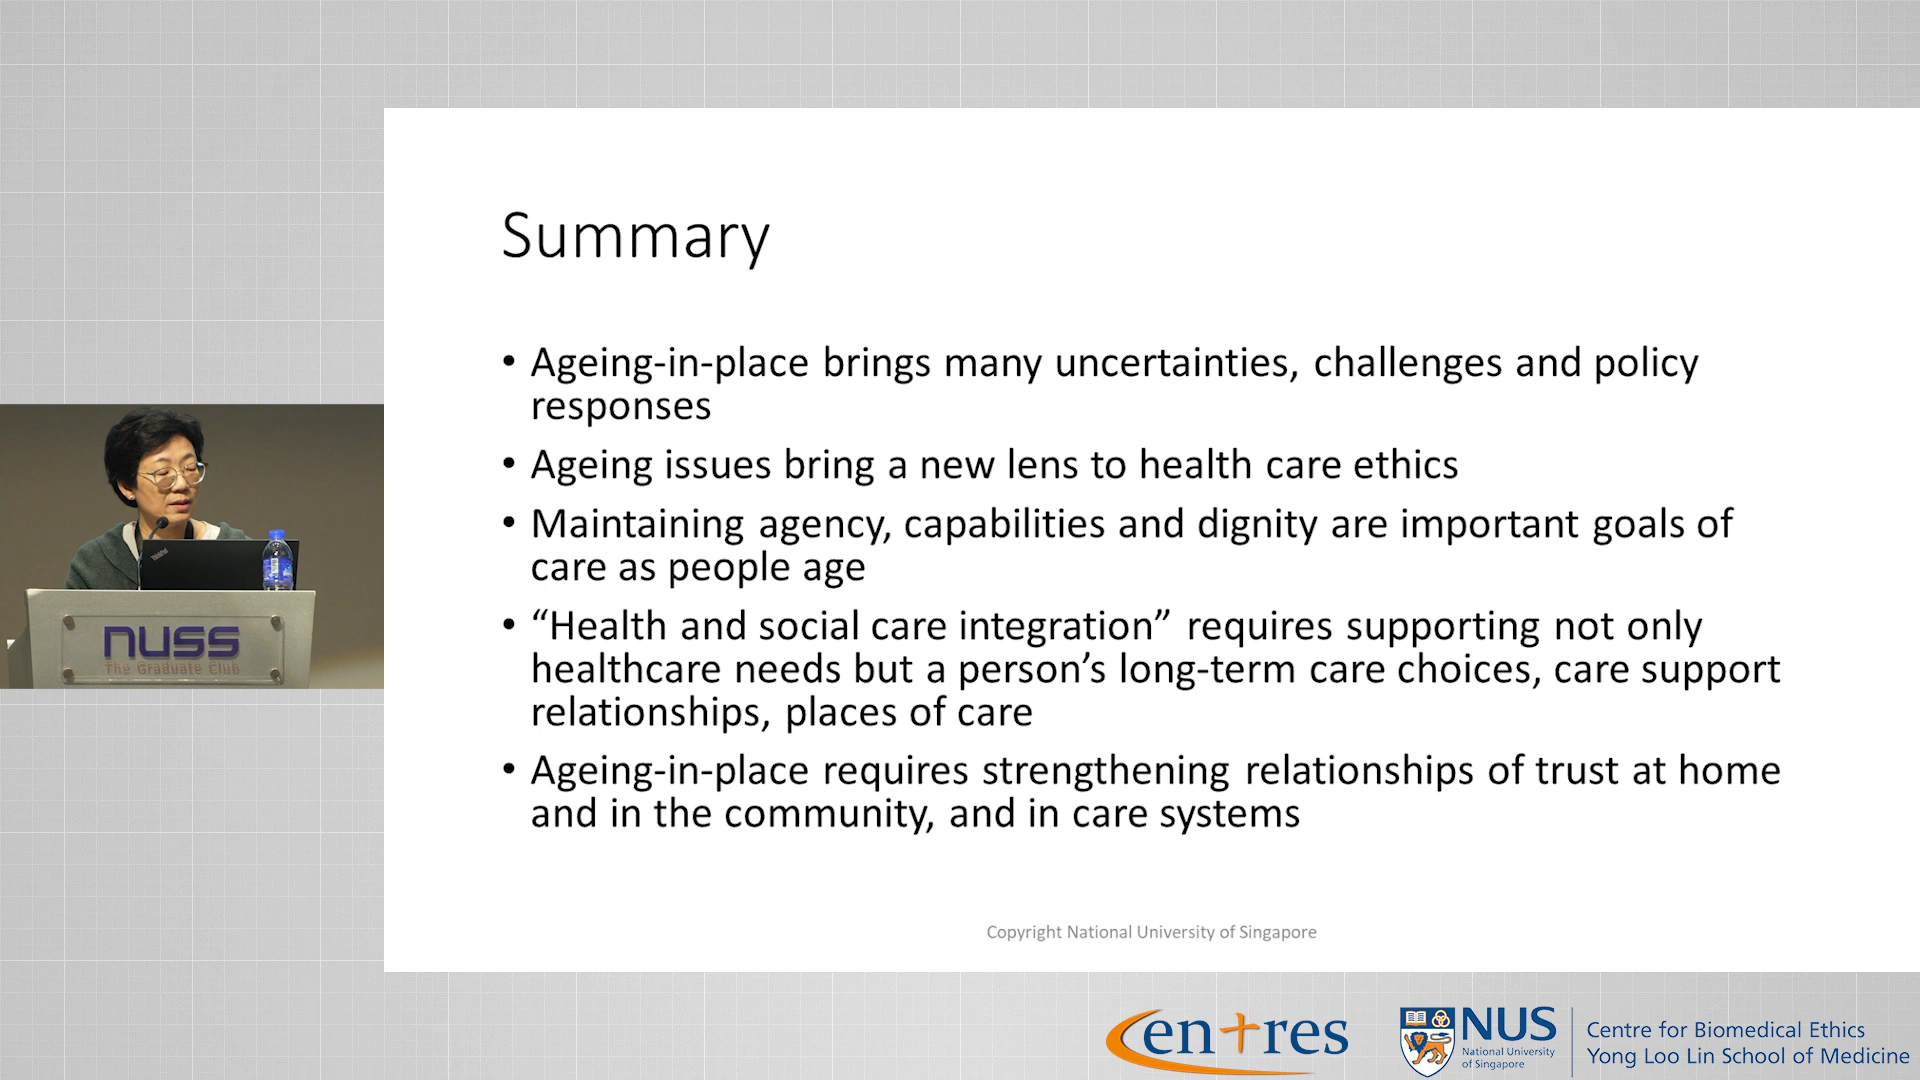 Summary
• Ageing-in-place brings many uncertainties, challenges and policy
responses
• Ageing issues bring a new lens to health care ethics
• Maintaining agency, capabilities and dignity are important goals of
care as people age
• “Health and social care integration” requires supporting not only
healthcare needs but a person’s long-term care choices, care support
relationships, places of care
• Ageing-in-place requires strengthening relationships of trust at home
and in the community, and in care systems
Copyright National University of Singapore
ThinkPad
NUSS
The Graduate Club
Centres
NUS
National University
of Singapore
Centre for Biomedical Ethics
Yong Loo Lin School of Medicine